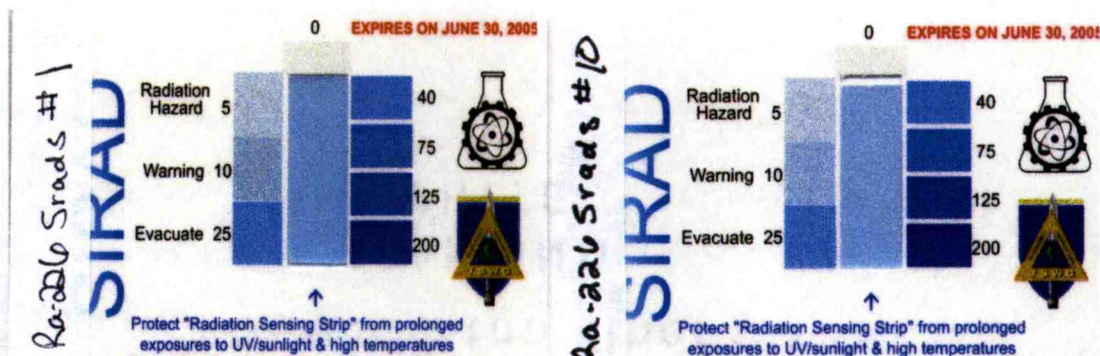 Ra-226 5rads #1
SIRAD
0
EXPIRES ON JUNE 30, 2005
Radiation
Hazard
5
40
75
Warning
10
125
Evacuate
25
200
T S W G
Protect "Radiation Sensing Strip" from prolonged
exposures to UV/sunlight & high temperatures
Ra-226 5rads #10
SIRAD
0
EXPIRES ON JUNE 30, 2005
Radiation
Hazard
5
40
75
Warning
10
125
Evacuate
25
200
T S W G
Protect "Radiation Sensing Strip" from prolonged
exposures to UV/sunlight & high temperatures